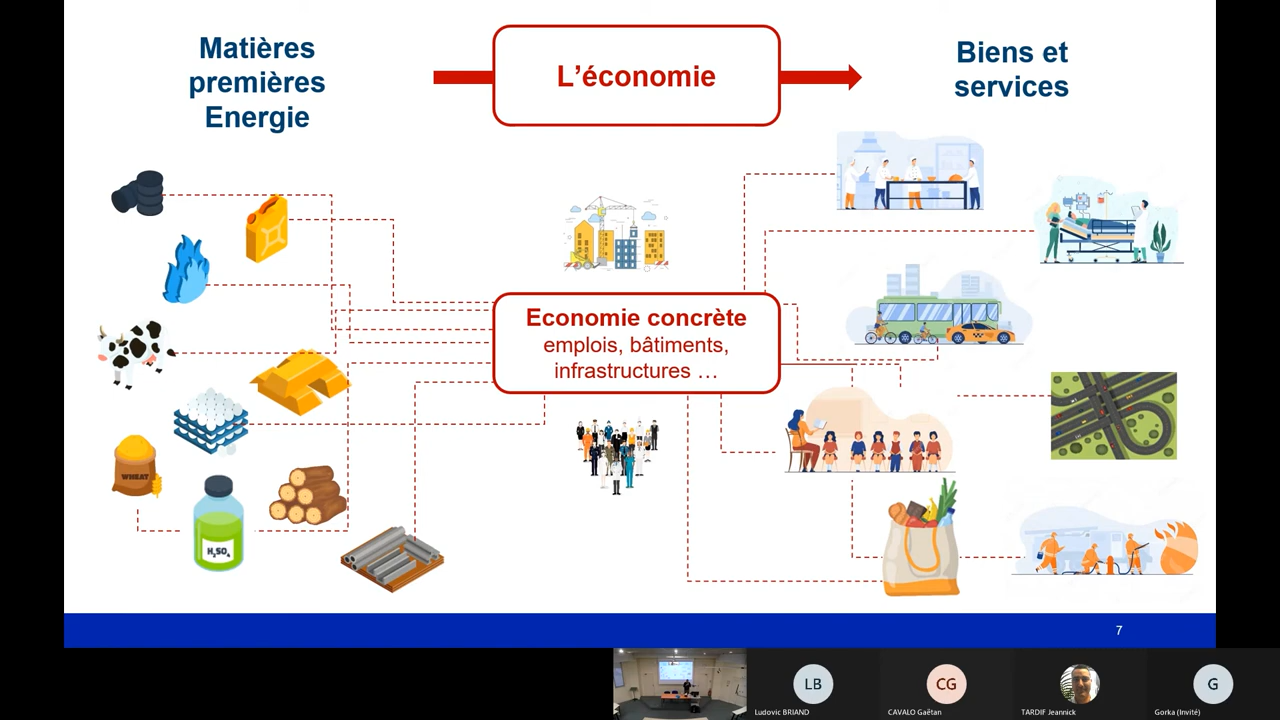 Matières
premières
Energie
L'économie
Biens et
services
Economie concrète
emplois, bâtiments,
infrastructures …
WHEAT
H₂SO₄
7
LB
Ludovic BRIAND
CG
CAVALO Gaëtan
TARDIF Jeannick
G
Gorka (Invité)